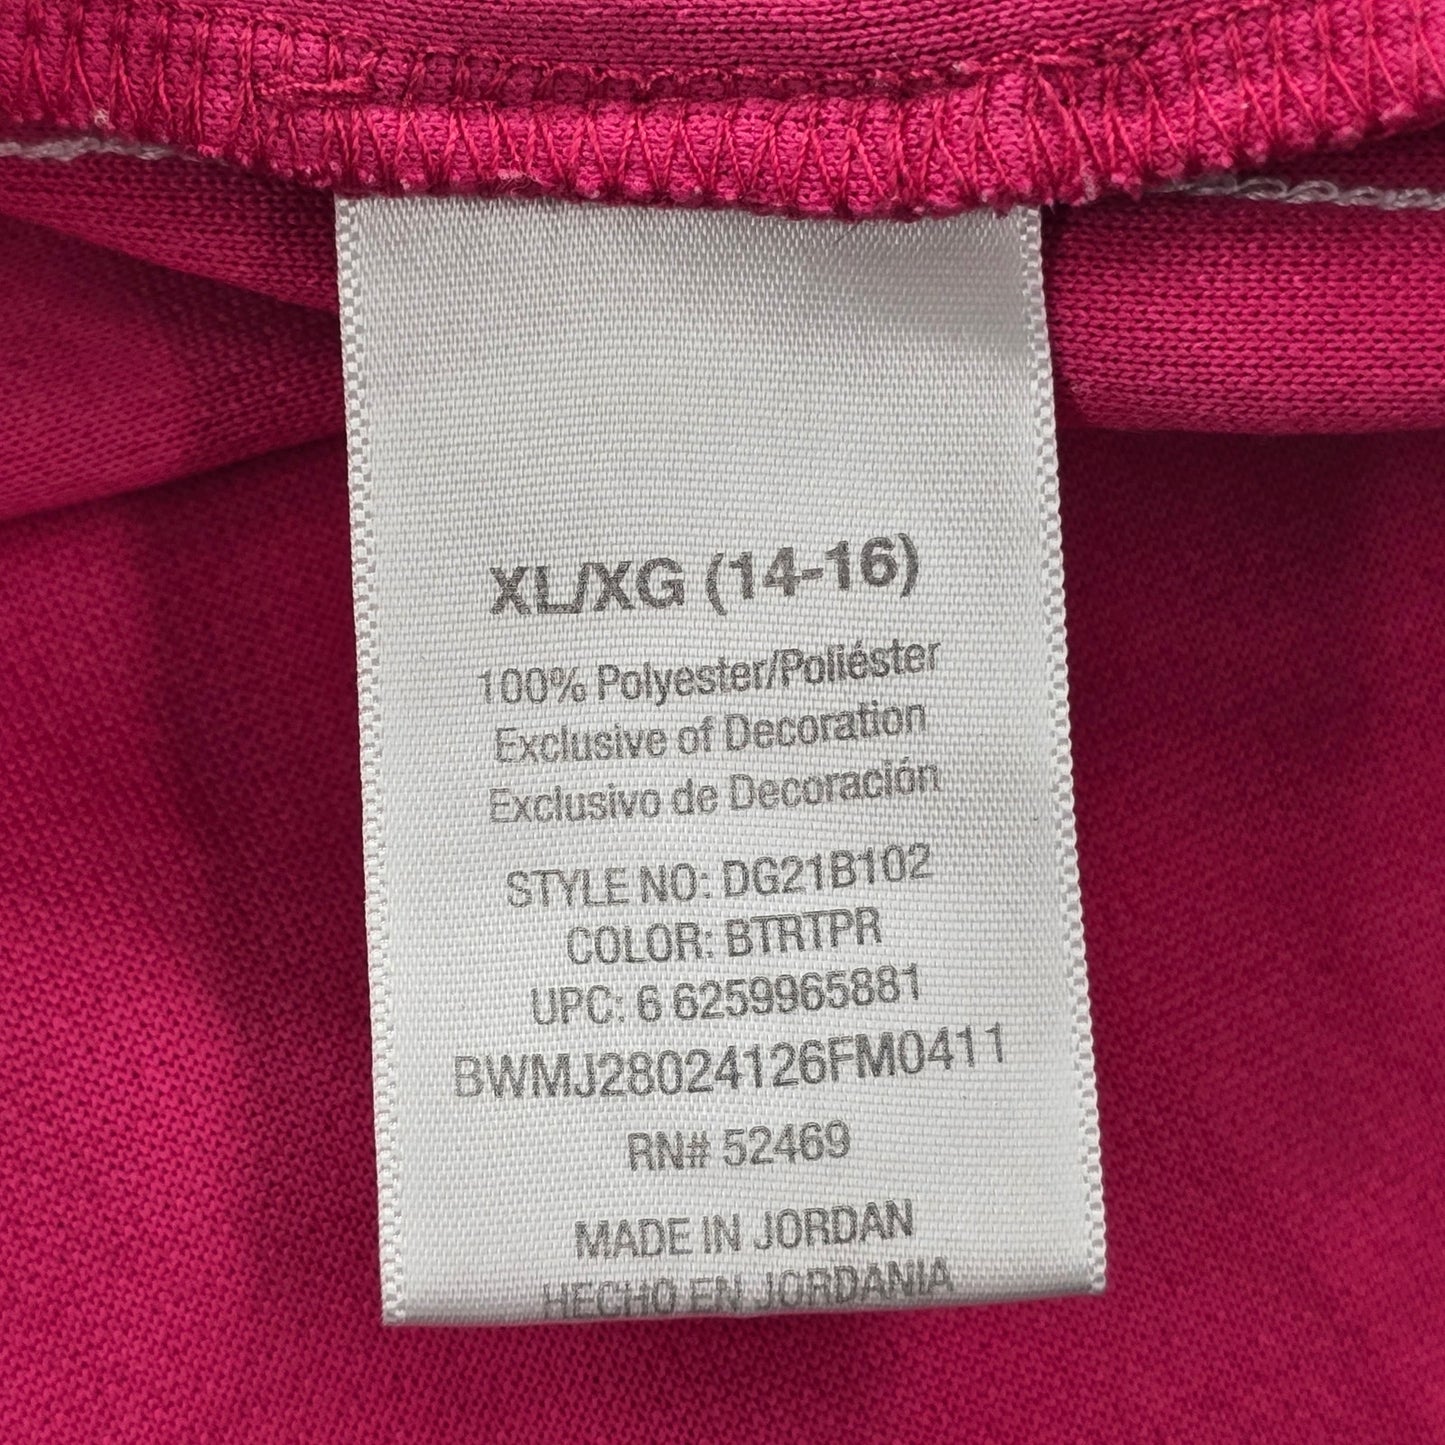 XL/XG (14-16)
100% Polyester/Poliéster
Exclusive of Decoration
Exclusivo de Decoración
STYLE NO: DG21B102
COLOR: BTRTPR
UPC: 6 6259965881
BWMJ28024126FM0411
RN# 52469
MADE IN JORDAN
HECHO EN JORDANIA